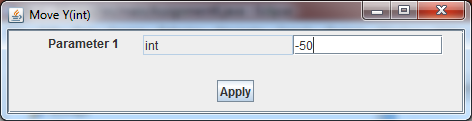 Move Y(int)
Parameter 1 int -50
Apply